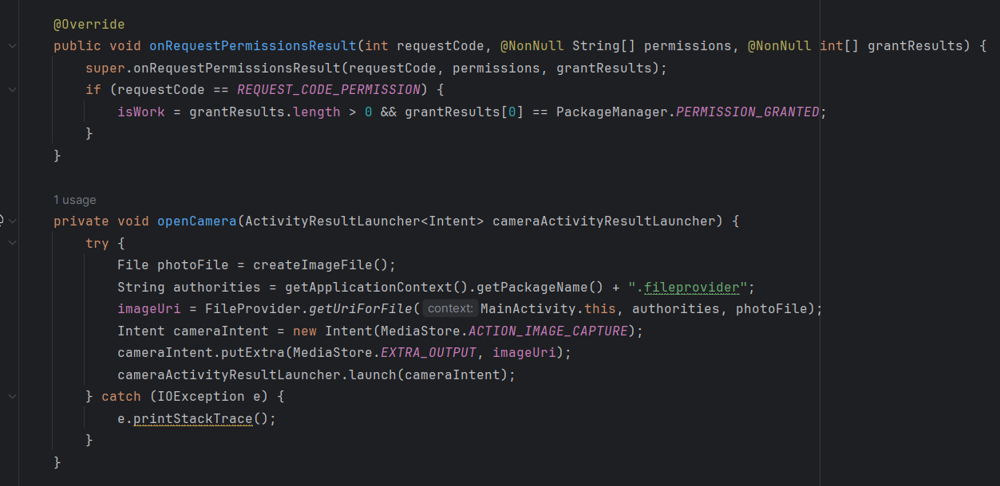 @Override
public void onRequestPermissionsResult(int requestCode, @NonNull String[] permissions, @NonNull int[] grantResults) {
super.onRequestPermissionsResult(requestCode, permissions, grantResults);
if (requestCode == REQUEST_CODE_PERMISSION) {
isWork = grantResults.length > 0 && grantResults[0] == PackageManager.PERMISSION_GRANTED;
}
}
1 usage
private void openCamera(ActivityResultLauncher<Intent> cameraActivityResultLauncher) {
try {
File photoFile = createImageFile();
String authorities = getApplicationContext().getPackageName() + ".fileprovider";
imageUri = FileProvider.getUriForFile( context: MainActivity.this, authorities, photoFile);
Intent cameraIntent = new Intent(MediaStore.ACTION_IMAGE_CAPTURE);
cameraIntent.putExtra(MediaStore.EXTRA_OUTPUT, imageUri);
cameraActivityResultLauncher.launch(cameraIntent);
} catch (IOException e) {
e.printStackTrace();
}
}